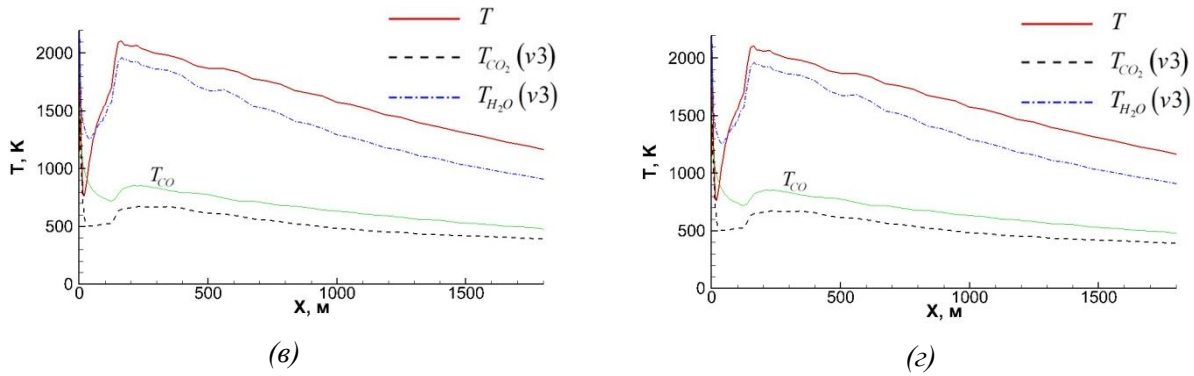 T
T_{CO_2}(v3)
T_{H_2O}(v3)
T_{CO}
T, K
2000
1500
1000
500
0
0 500 1000 1500
X, м
(в)
T
T_{CO_2}(v3)
T_{H_2O}(v3)
T_{CO}
T, K
2000
1500
1000
500
0
0 500 1000 1500
X, м
(г)